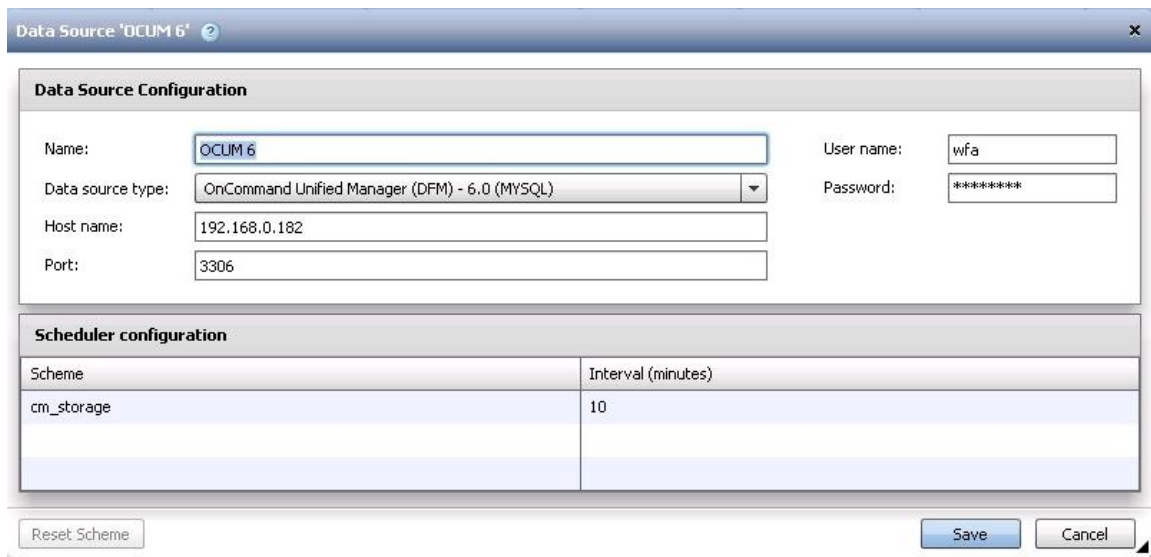 Data Source 'OCUM 6' ?
Data Source Configuration
Name: OCUM 6
User name: wfa
Data source type: OnCommand Unified Manager (DFM) - 6.0 (MYSQL)
Password: ********
Host name: 192.168.0.182
Port: 3306
Scheduler configuration
Scheme Interval (minutes)
cm_storage 10
Reset Scheme Save Cancel